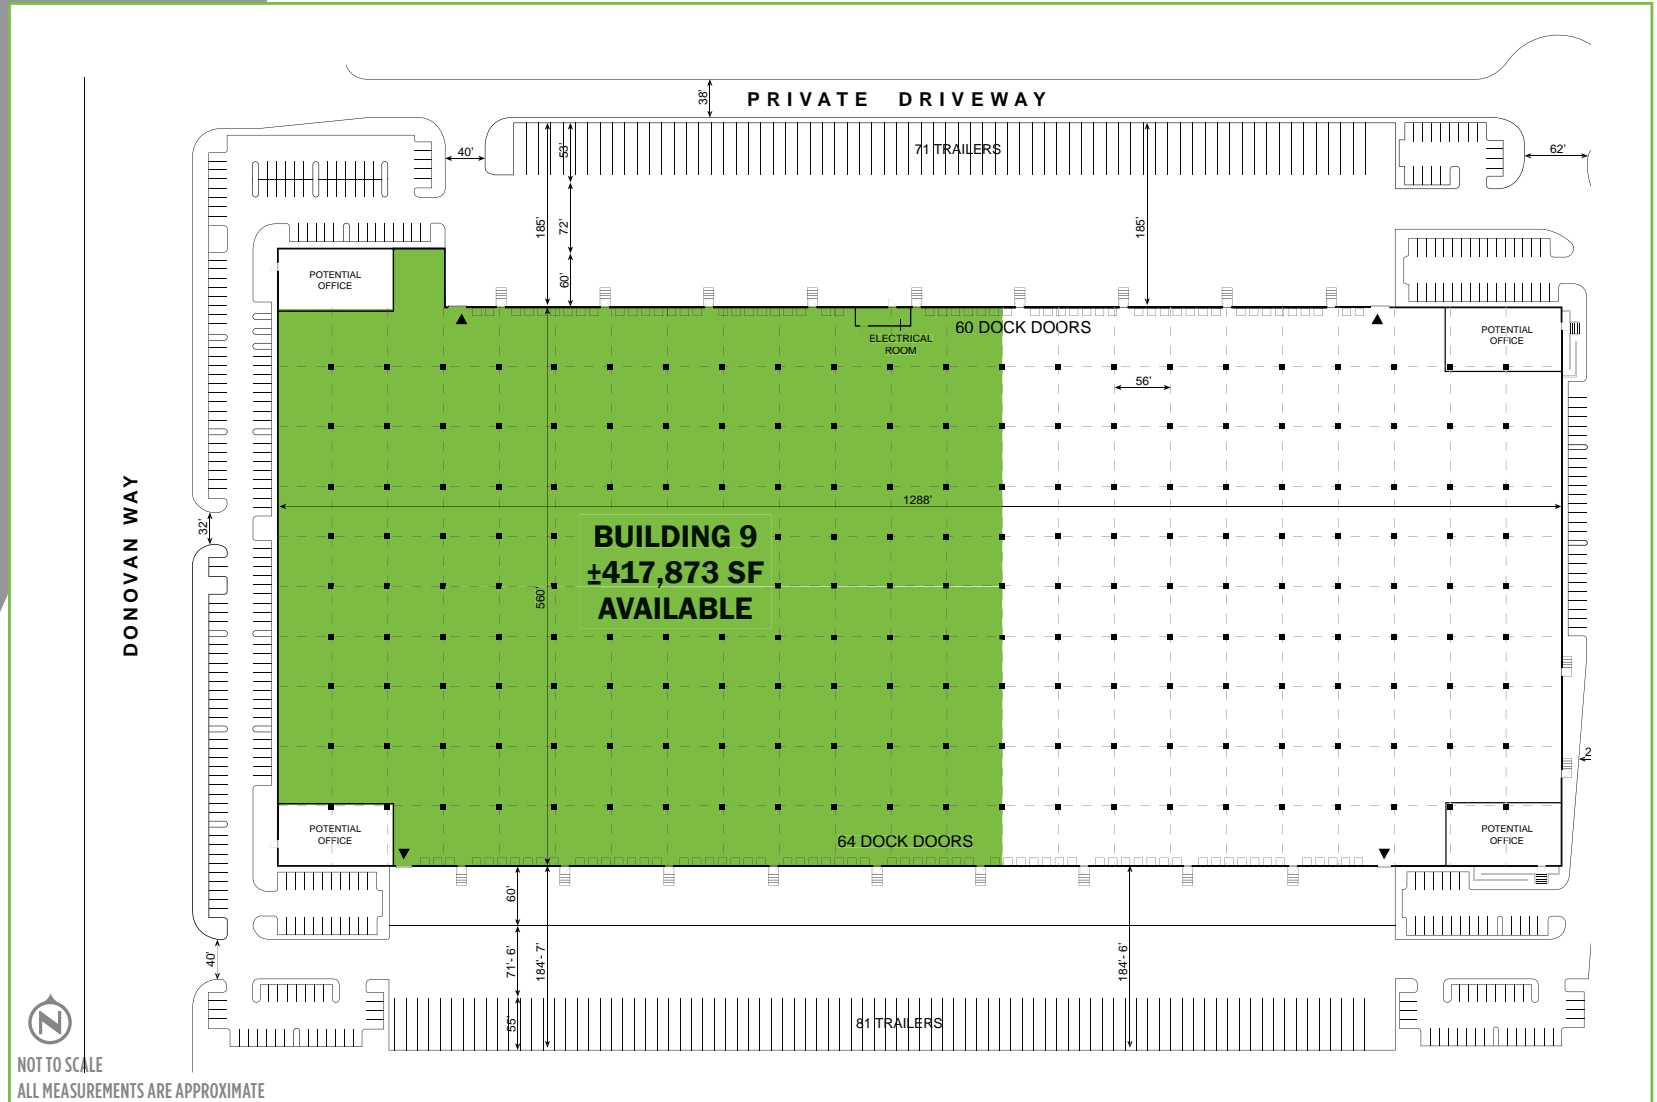 38'
PRIVATE DRIVEWAY
40'
53'
71 TRAILERS
62'
185'
72'
185'
60'
POTENTIAL
OFFICE
60 DOCK DOORS
ELECTRICAL
ROOM
POTENTIAL
OFFICE
56'
1288'
DONOVAN WAY
32'
BUILDING 9
±417,873 SF
AVAILABLE
560'
2
64 DOCK DOORS
POTENTIAL
OFFICE
POTENTIAL
OFFICE
60'
40'
71'- 6'
184'- 7'
184'- 6'
55'
81 TRAILERS
N
NOT TO SCALE
ALL MEASUREMENTS ARE APPROXIMATE